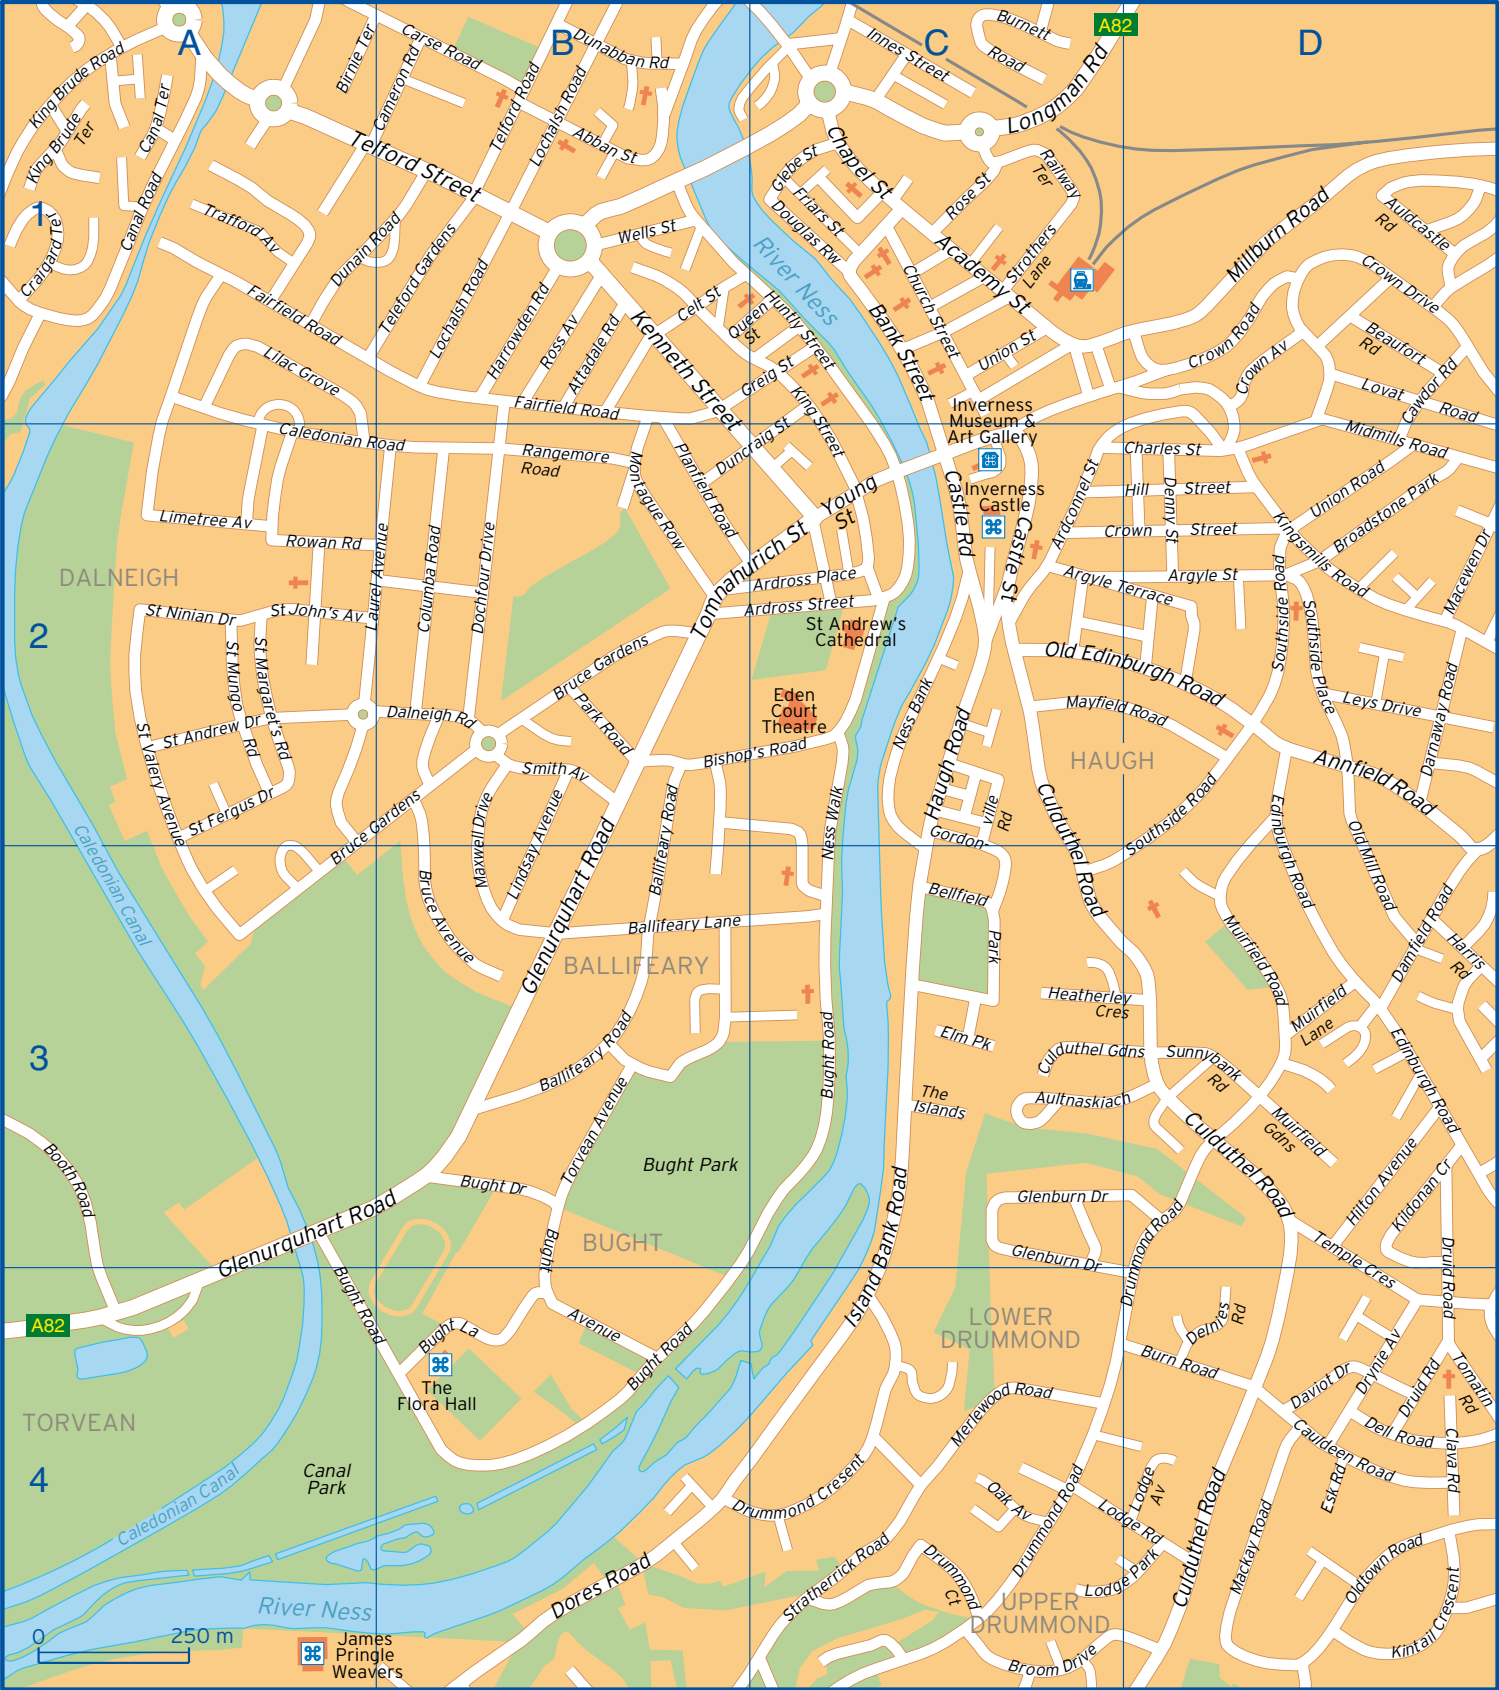 A
B
C
D
1
2
3
4
A82
A82
King Brude Road
King Brude
Ter
Canal Ter
Canal Road
Craigard Ter
Birnie Ter
Carse Road
Cameron Rd
Telford Street
Trafford Av
Dunain Road
Telford Road
Lochalsh Road
Dunabban Rd
Abban St
Teleford Gardens
Lochalsh Road
Fairfield Road
Lilac Grove
Harrowden Rd
Ross Av
Attadale Rd
Fairfield Road
Wells St
Celt St
Queen
St
Huntly Street
Kenneth Street
Greig St
King Street
Duncraig St
River Ness
Innes Street
Burnett
Road
Longman Rd
Chapel St
Glebe St
Friars St
Douglas Rw
Rose St
Railway
Ter
Academy St
Strothers
Lane
Church Street
Bank Street
Union St
Millburn Road
Auldcastle
Rd
Crown Drive
Crown Road
Crown Av
Beaufort
Rd
Lovat Road
Cawdor Rd
Midmills Road
Inverness
Museum &
Art Gallery
Inverness
Castle
Caledonian Road
Rangemore
Road
Limetree Av
Rowan Rd
DALNEIGH
St Ninian Dr
St John's Av
Laurel Avenue
Columba Road
Dochfour Drive
Montague Row
Planfield Road
Tomnahurich St
Young
St
Ardross Place
Ardross Street
St Andrew's
Cathedral
Eden
Court
Theatre
Castle Rd
Castle St
Ardconnel St
Charles St
Hill Street
Denny St
Crown Street
Argyle Terrace
Argyle St
Kingsmills Road
Union Road
Broadstone Park
Macewen Dr
Southside Road
Southside Place
Old Edinburgh Road
Mayfield Road
HAUGH
Leys Drive
Darnaway Road
Annfield Road
St Mungo Rd
St Margaret's Rd
St Andrew Dr
St Valery Avenue
St Fergus Dr
Dalneigh Rd
Bruce Gardens
Bruce Gardens
Park Road
Smith Av
Bishop's Road
Maxwell Drive
Lindsay Avenue
Glenurquhart Road
Ballifeary Road
Ness Walk
Ness Bank
Haugh Road
Gordon-
ville
Rd
Culduthel Road
Southside Road
Edinburgh Road
Old Mill Road
Caledonian Canal
Bruce Avenue
Ballifeary Lane
BALLIFEARY
Bellfield
Park
Muirfield Road
Damfield Road
Harris
Rd
Heatherley
Cres
Elm Pk
Muirfield
Lane
Culduthel Gdns
Sunnybank
Rd
Aultnaskiach
The
Islands
Bught Road
Ballifeary Road
Torvean Avenue
Bught Park
Edinburgh Road
Muirfield
Gdns
Culduthel Road
Booth Road
Bught Dr
Bught
BUGHT
Glenurquhart Road
Island Bank Road
Glenburn Dr
Glenburn Dr
Drummond Road
Hilton Avenue
Kildonan Cr
Temple Cres
Druid Road
Bught Road
Bught La
Avenue
Bught Road
The
Flora Hall
LOWER
DRUMMOND
Delnies
Rd
Burn Road
Merlewood Road
Daviot Dr
Drynie Av
Druid Rd
Tomatin
Rd
Dell Road
Cauldeen Road
Clava Rd
Esk Rd
TORVEAN
Canal
Park
Caledonian Canal
Drummond Cresent
Oak Av
Drummond Road
Lodge
Av
Lodge Rd
Lodge Park
Culduthel Road
Mackay Road
Oldtown Road
Kintail Crescent
Stratherrick Road
Drummond
Ct
UPPER
DRUMMOND
Broom Drive
Dores Road
River Ness
0 250 m
James
Pringle
Weavers